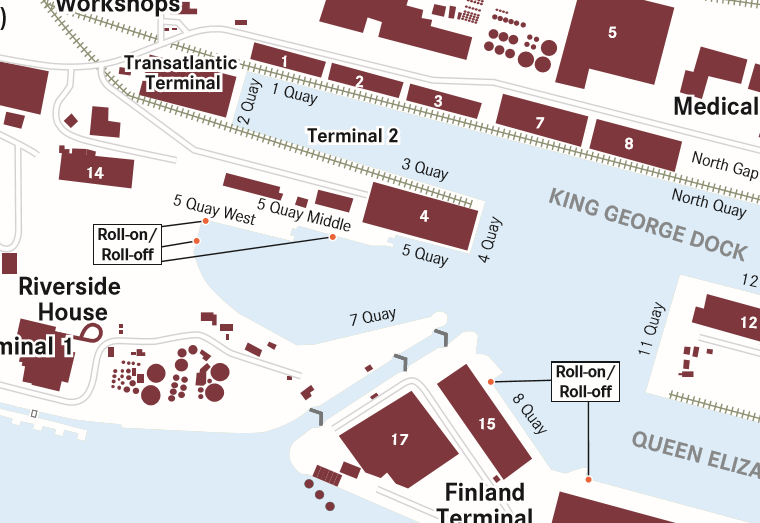 Workshops
)
5
Transatlantic
Terminal
1
2
3
7
8
1 Quay
2 Quay
Terminal 2
Medical
North Gap
North Quay
3 Quay
14
4
4 Quay
5 Quay West
5 Quay Middle
5 Quay
KING GEORGE DOCK
Roll-on/
Roll-off
Riverside
House
minal 1
7 Quay
11 Quay
12
12
Roll-on/
Roll-off
8 Quay
15
17
QUEEN ELIZA
Finland
Terminal